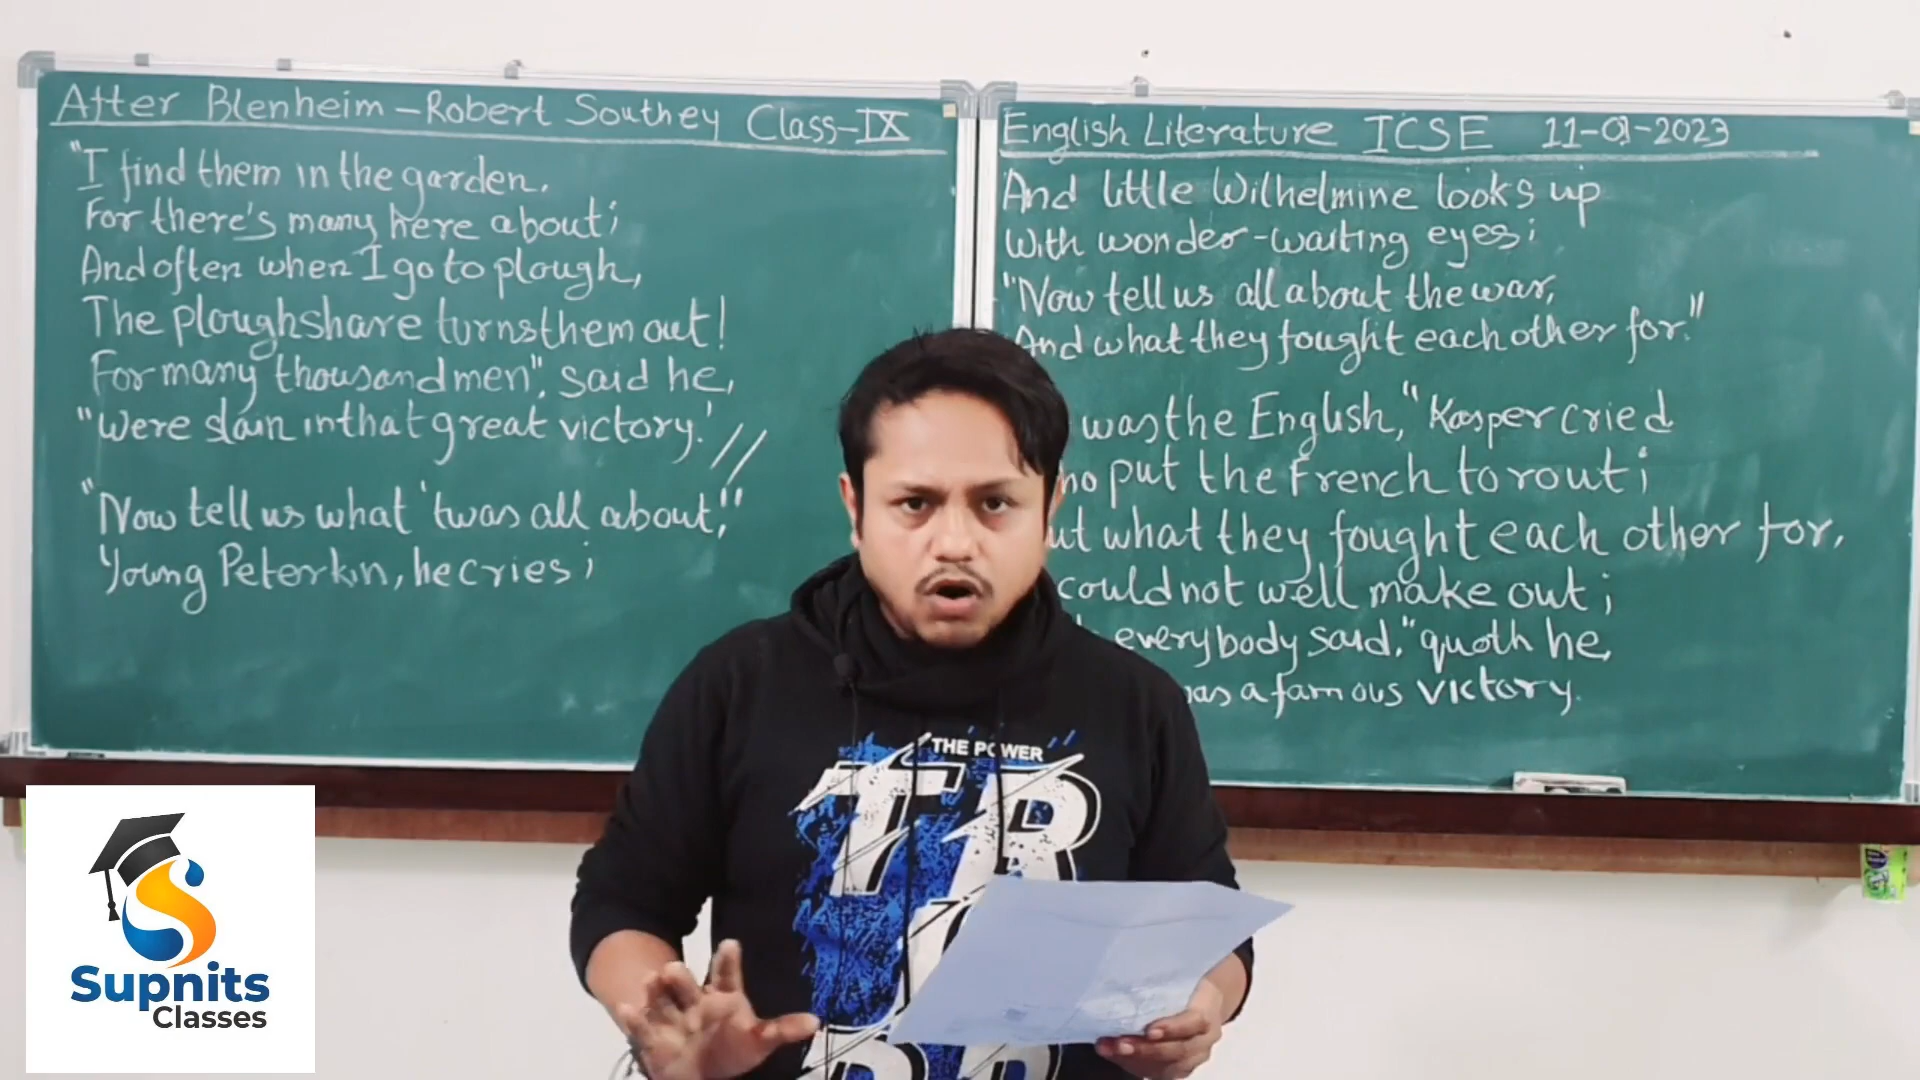 After Blenheim – Robert Southey Class-IX
"I find them in the garden,
For there's many here about;
And often when I go to plough,
The ploughshare turns them out!
For many thousand men", said he,
"Were slain in that great victory.'
"Now tell us what 'twas all about,"
Young Peterkin, he cries;
English Literature ICSE 11-01-2023
And little Wilhelmine looks up
With wonder-waiting eyes;
"Now tell us all about the war,
And what they fought each other for."
was the English," Kasper cried
put the French to rout;
what they fought each other for,
could not well make out;
everybody said," quoth he,
a famous victory.
THE POWER
Supnits
Classes